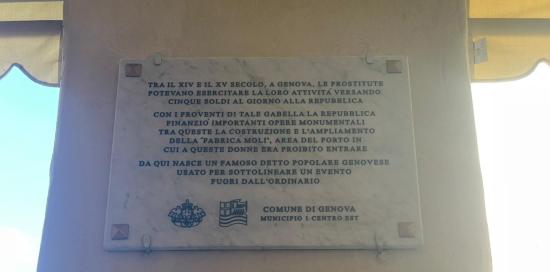 TRA IL XIV E IL XV SECOLO, A GENOVA, LE PROSTITUTE
POTEVANO ESERCITARE LA LORO ATTIVITÁ VERSANDO
CINQUE SOLDI AL GIORNO ALLA REPUBBLICA
CON I PROVENTI DI TALE GABELLA LA REPUBBLICA
FINANZIÒ IMPORTANTI OPERE MONUMENTALI
TRA QUESTE LA COSTRUZIONE E L'AMPLIAMENTO
DELLA "FABRICA MOLI", AREA DEL PORTO IN
CUI A QUESTE DONNE ERA PROIBITO ENTRARE
DA QUI NASCE UN FAMOSO DETTO POPOLARE GENOVESE
USATO PER SOTTOLINEARE UN EVENTO
FUORI DALL'ORDINARIO
COMUNE DI GENOVA
MUNICIPIO I CENTRO EST